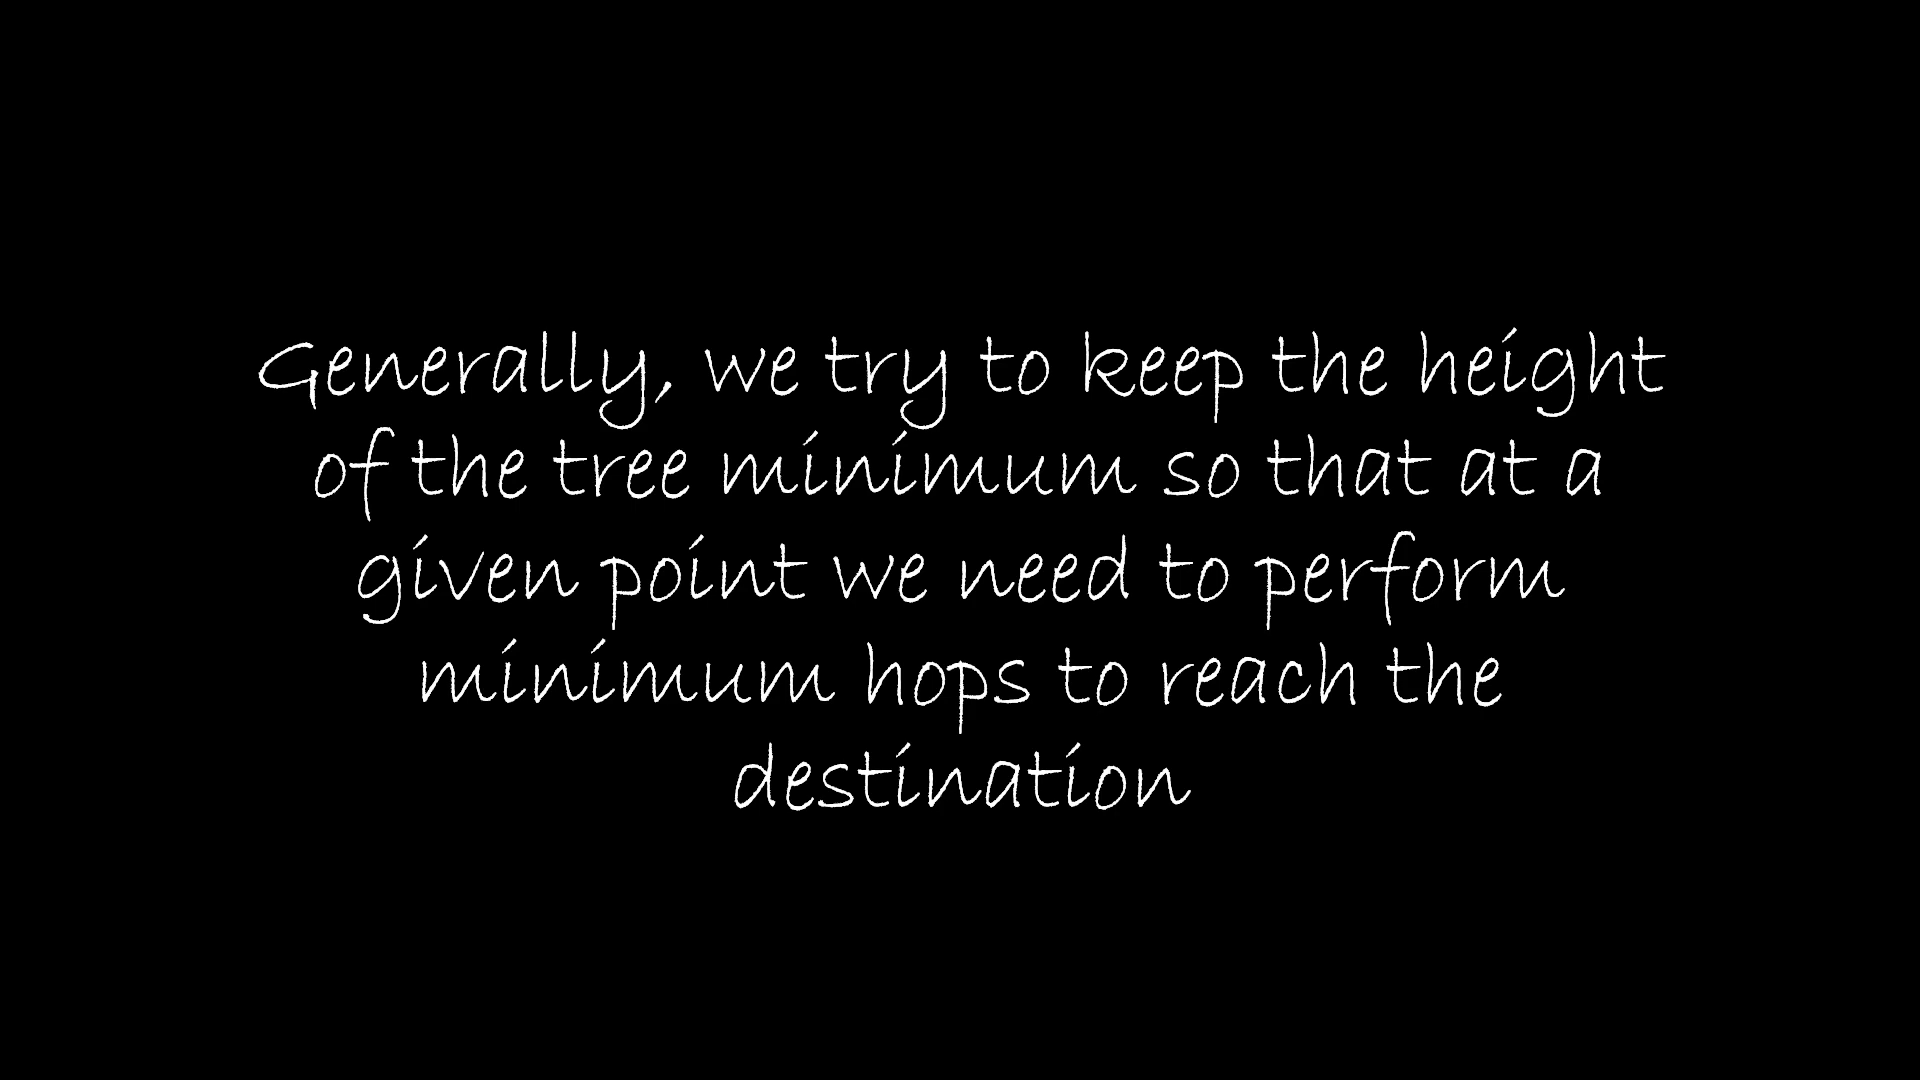 Generally, we try to keep the height
of the tree minimum so that at a
given point we need to perform
minimum hops to reach the
destination